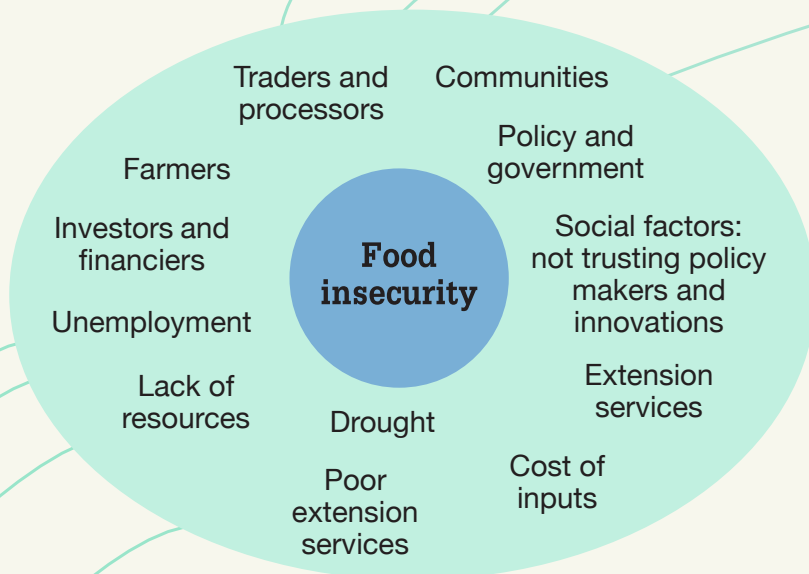 Traders and
processors
Communities
Policy and
government
Farmers
Investors and
financiers
Social factors:
not trusting policy
makers and
innovations
Food
insecurity
Unemployment
Lack of
resources
Extension
services
Drought
Cost of
inputs
Poor
extension
services